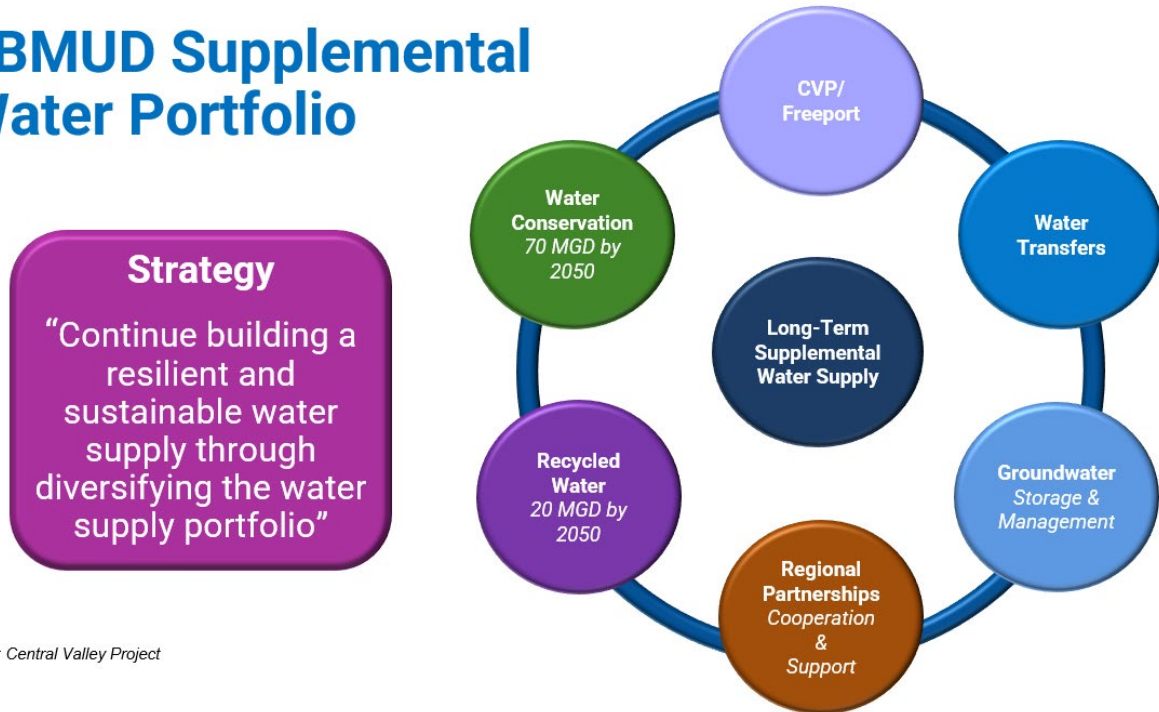 BMUD Supplemental
Water Portfolio
Strategy
“Continue building a
resilient and
sustainable water
supply through
diversifying the water
supply portfolio”
CVP/
Freeport
Water
Transfers
Groundwater
Storage &
Management
Regional
Partnerships
Cooperation
&
Support
Recycled
Water
20 MGD by
2050
Water
Conservation
70 MGD by
2050
Long-Term
Supplemental
Water Supply
: Central Valley Project